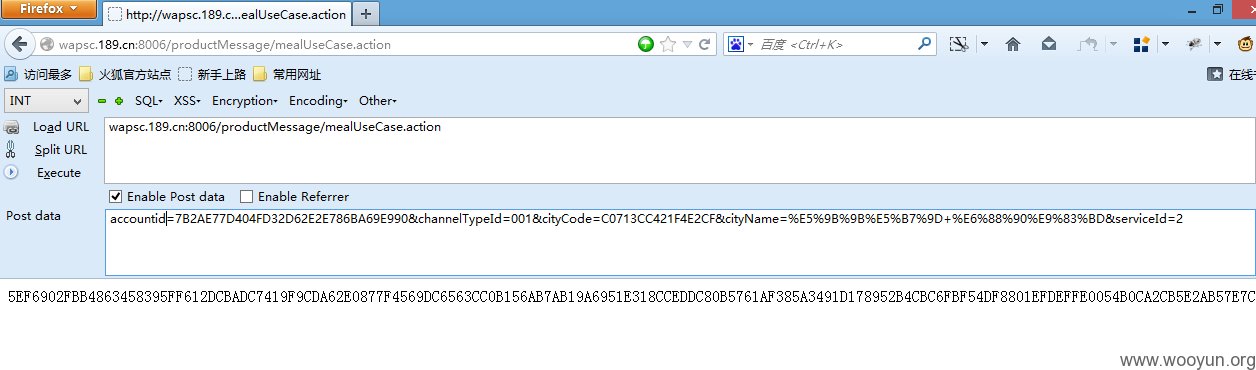 Firefox
http://wapsc.189.c...ealUseCase.action
wapsc.189.cn:8006/productMessage/mealUseCase.action
百度 <Ctrl+K>
访问最多 火狐官方站点 新手上路 常用网址
INT SQL XSS Encryption Encoding Other
Load URL
wapsc.189.cn:8006/productMessage/mealUseCase.action
Split URL
Execute
Enable Post data Enable Referrer
Post data
accountid=7B2AE77D404FD32D62E2E786BA69E990&channelTypeId=001&cityCode=C0713CC421F4E2CF&cityName=%E5%9B%9B%E5%B7%9D+%E6%88%90%E9%83%BD&serviceId=2
5EF6902FBB4863458395FF612DCBADC7419F9CDA62E0877F4569DC6563CC0B156AB7AB19A6951E318CCEDDC80B5761AF385A3491D178952B4CBC6FBF54DF8801EFDEFFE0054B0CA2CB5E2AB57E7C
www.wooyun.org